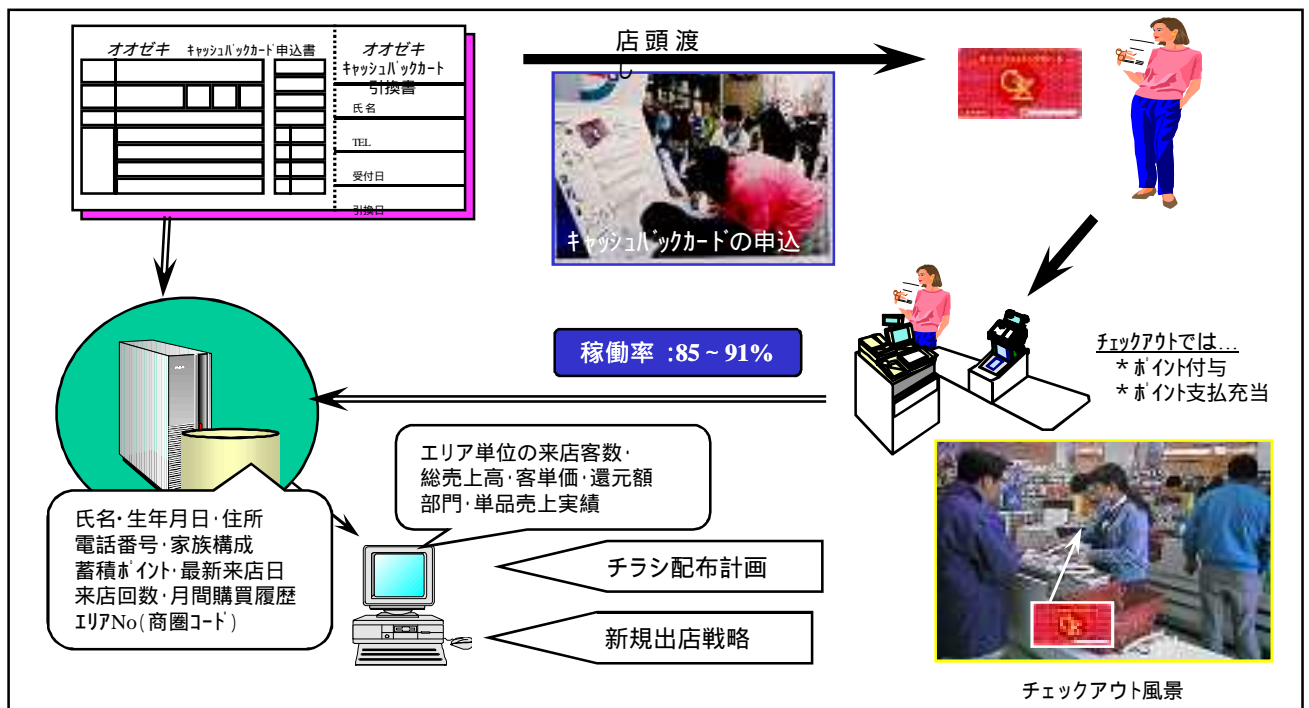 オオゼキ キャッシュバックカード申込書
オオゼキ
キャッシュバックカート
引換書
氏名
TEL
受付日
引換日
店頭渡
し
キャッシュバックカードの申込
稼働率 :85～91%
チェックアウトでは...
*ポイント付与
*ポイント支払充当
エリア単位の来店客数・
総売上高・客単価・還元額
部門・単品売上実績
氏名・生年月日・住所
電話番号・家族構成
蓄積ポイント・最新来店日
来店回数・月間購買履歴
エリアNo(商圏コード)
チラシ配布計画
新規出店戦略
チェックアウト風景